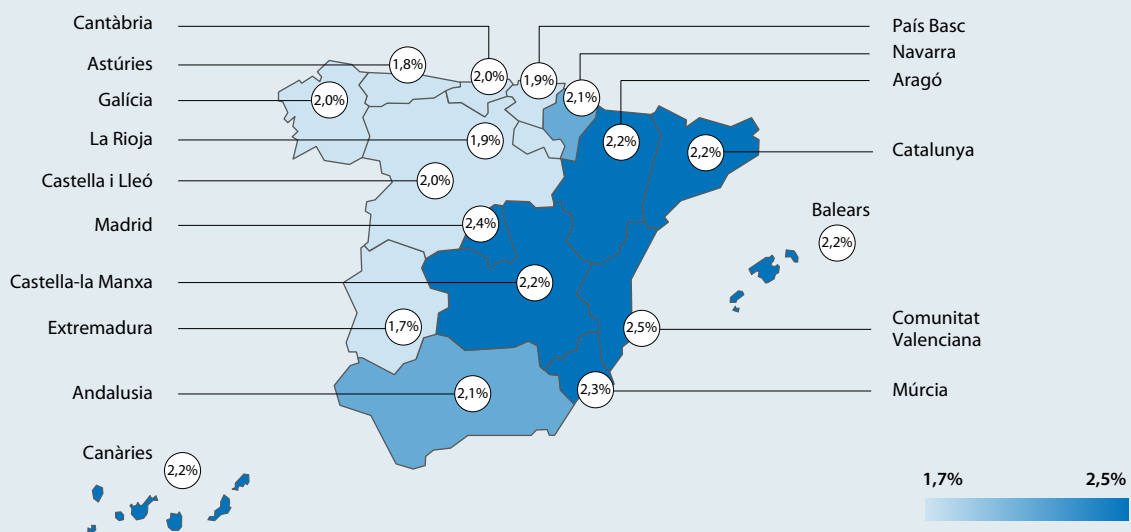 Cantàbria
2,0%
Astúries
1,8%
Galícia
2,0%
La Rioja
1,9%
Castella i Lleó
2,0%
Madrid
2,4%
Castella-la Manxa
2,2%
Extremadura
1,7%
Andalusia
2,1%
Canàries
2,2%
País Basc
1,9%
Navarra
2,1%
Aragó
2,2%
Catalunya
2,2%
Balears
2,2%
Comunitat
Valenciana
2,5%
Múrcia
2,3%
1,7%
2,5%